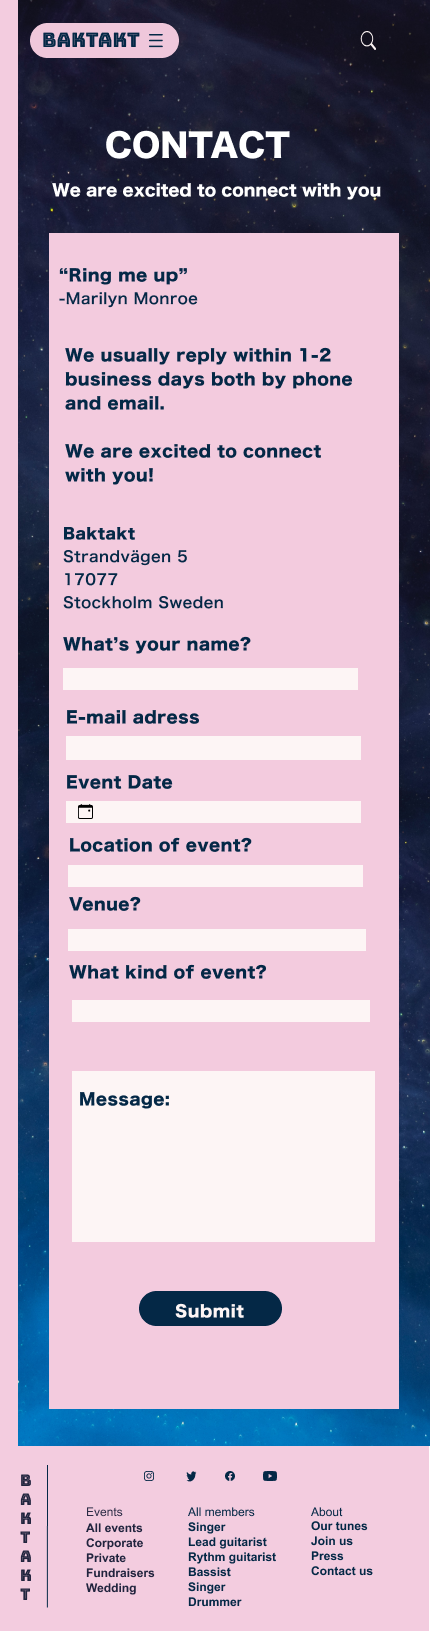 BAKTAKT
CONTACT
We are excited to connect with you
“Ring me up”
-Marilyn Monroe
We usually reply within 1-2
business days both by phone
and email.
We are excited to connect
with you!
Baktakt
Strandvägen 5
17077
Stockholm Sweden
What’s your name?
E-mail adress
Event Date
Location of event?
Venue?
What kind of event?
Message:
Submit
BAKTAKT
Events
All events
Corporate
Private
Fundraisers
Wedding
All members
Singer
Lead guitarist
Rythm guitarist
Bassist
Singer
Drummer
About
Our tunes
Join us
Press
Contact us